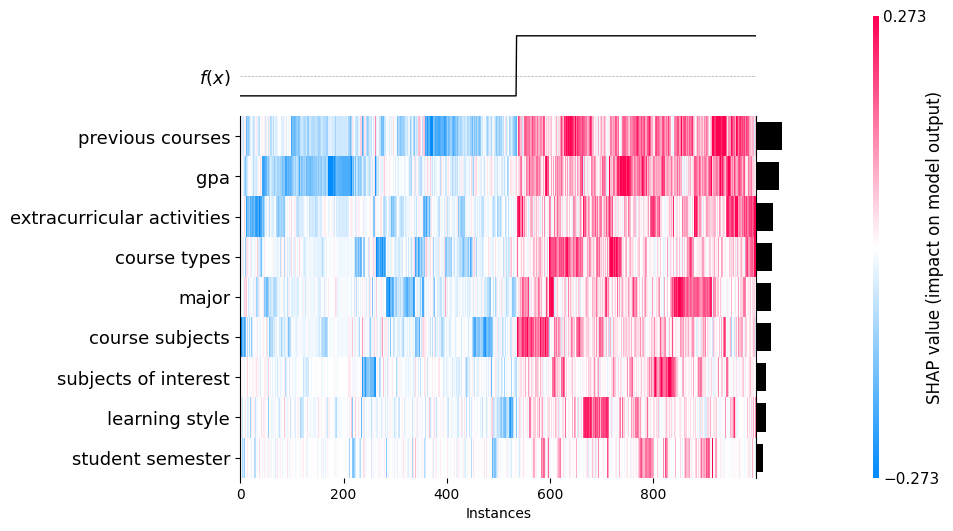 0.273
f(x)
previous courses
gpa
extracurricular activities
course types
major
course subjects
subjects of interest
learning style
student semester
0 200 400 600 800
Instances
SHAP value (impact on model output)
−0.273